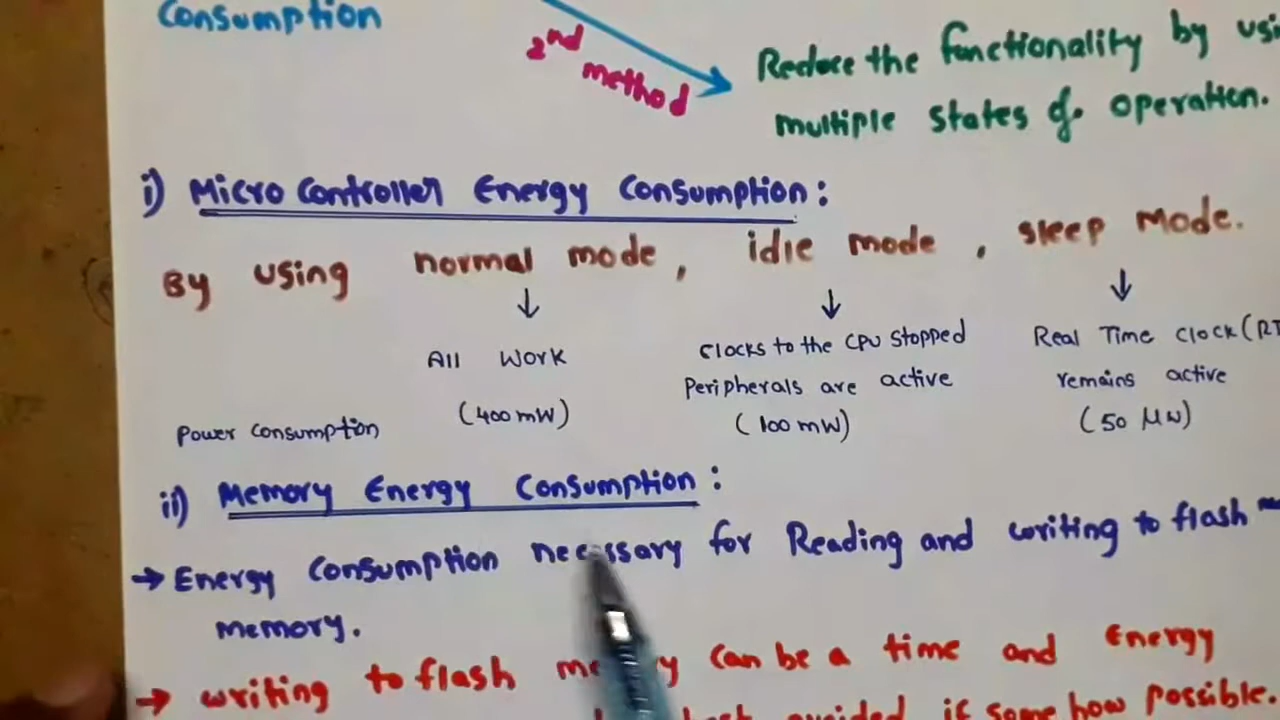 Consumption
2nd method
Reduce the functionality by usi
multiple states of operation.
i) Micro Controller Energy Consumption:
By using normal mode, idle mode, sleep Mode.
↓ ↓ ↓
All Work
Clocks to the CPU Stopped
Peripherals are active
Real Time Clock (RT
remains active
Power Consumption (400 mW) (100 mW) (50 μw)
ii) Memory Energy Consumption:
→ Energy Consumption necessary for Reading and writing to flash
memory.
→ writing to flash can be a time and Energy
avoided if some how possible.